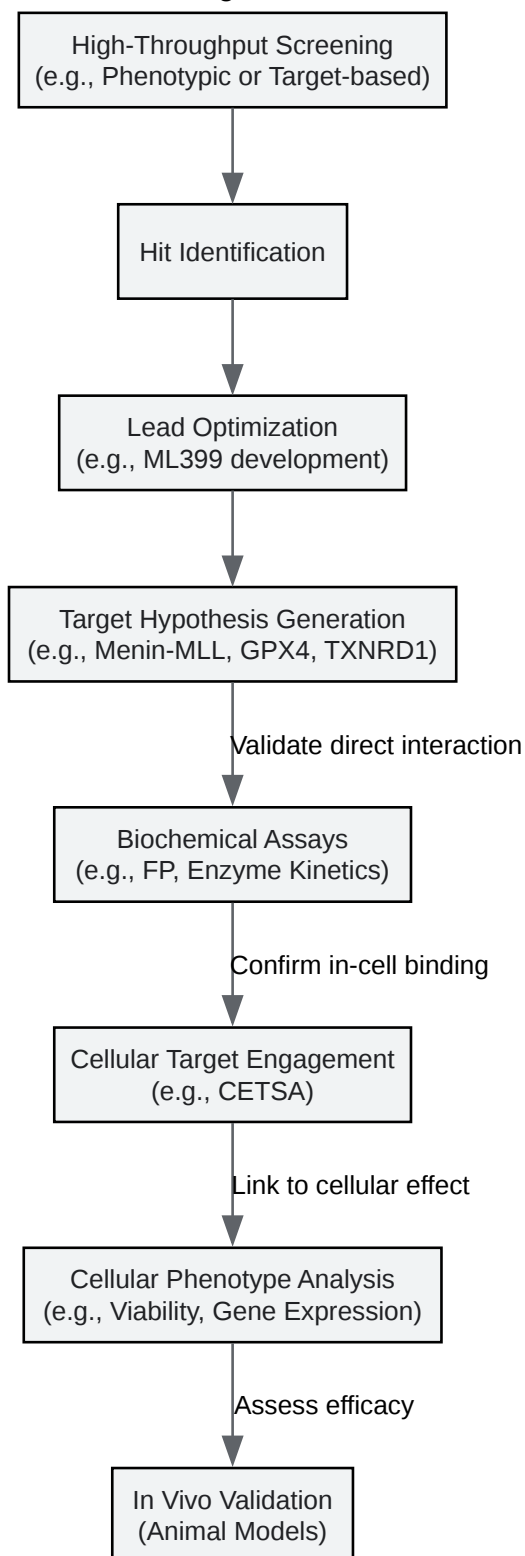 High-Throughput Screening
(e.g., Phenotypic or Target-based)
Hit Identification
Lead Optimization
(e.g., ML399 development)
Target Hypothesis Generation
(e.g., Menin-MLL, GPX4, TXNRD1)
Validate direct interaction
Biochemical Assays
(e.g., FP, Enzyme Kinetics)
Confirm in-cell binding
Cellular Target Engagement
(e.g., CETSA)
Link to cellular effect
Cellular Phenotype Analysis
(e.g., Viability, Gene Expression)
Assess efficacy
In Vivo Validation
(Animal Models)